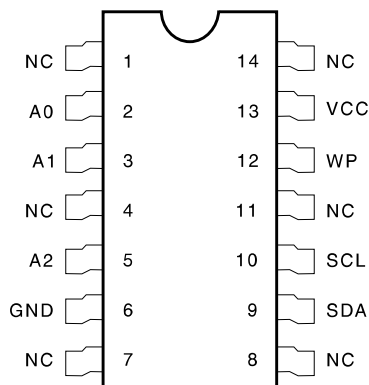 NC 1 14 NC
A0 2 13 VCC
A1 3 12 WP
NC 4 11 NC
A2 5 10 SCL
GND 6 9 SDA
NC 7 8 NC